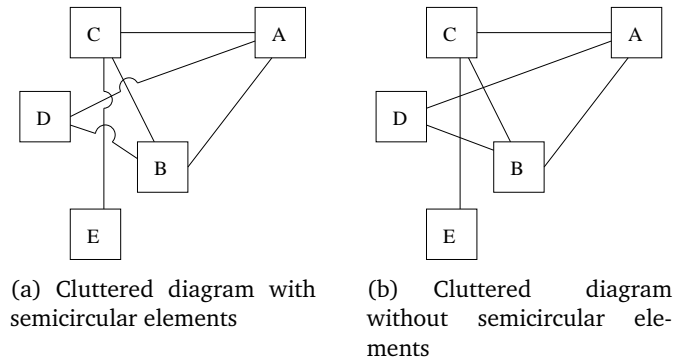 C A
D
B
E
(a) Cluttered diagram with
semicircular elements
C A
D
B
E
(b) Cluttered diagram
without semicircular ele-
ments